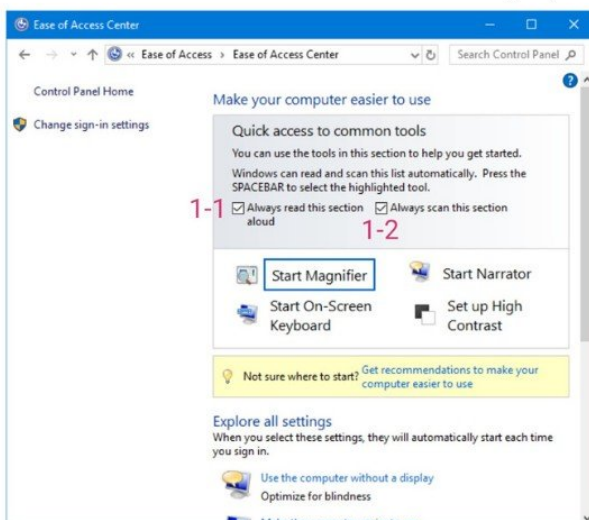 Ease of Access Center
« Ease of Access > Ease of Access Center
Search Control Panel
Control Panel Home
Change sign-in settings
Make your computer easier to use
Quick access to common tools
You can use the tools in this section to help you get started.
Windows can read and scan this list automatically. Press the
SPACEBAR to select the highlighted tool.
1-1
Always read this section
aloud
Always scan this section
1-2
Start Magnifier
Start Narrator
Start On-Screen
Keyboard
Set up High
Contrast
Not sure where to start?
Get recommendations to make your
computer easier to use
Explore all settings
When you select these settings, they will automatically start each time
you sign in.
Use the computer without a display
Optimize for blindness